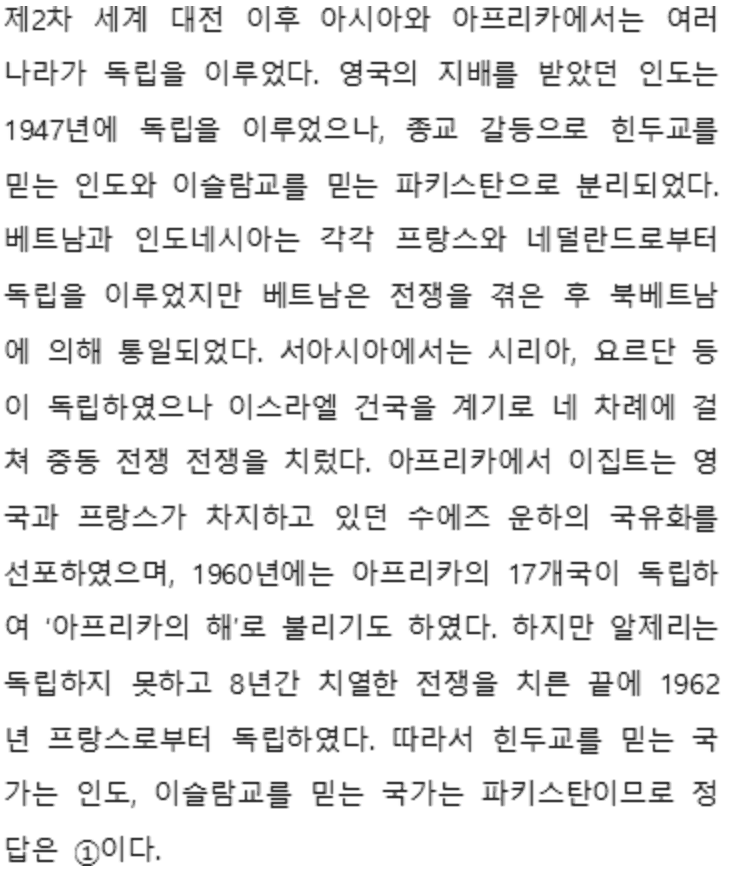 제2차 세계 대전 이후 아시아와 아프리카에서는 여러
나라가 독립을 이루었다. 영국의 지배를 받았던 인도는
1947년에 독립을 이루었으나, 종교 갈등으로 힌두교를
믿는 인도와 이슬람교를 믿는 파키스탄으로 분리되었다.
베트남과 인도네시아는 각각 프랑스와 네덜란드로부터
독립을 이루었지만 베트남은 전쟁을 겪은 후 북베트남
에 의해 통일되었다. 서아시아에서는 시리아, 요르단 등
이 독립하였으나 이스라엘 건국을 계기로 네 차례에 걸
쳐 중동 전쟁 전쟁을 치렀다. 아프리카에서 이집트는 영
국과 프랑스가 차지하고 있던 수에즈 운하의 국유화를
선포하였으며, 1960년에는 아프리카의 17개국이 독립하
여 '아프리카의 해'로 불리기도 하였다. 하지만 알제리는
독립하지 못하고 8년간 치열한 전쟁을 치른 끝에 1962
년 프랑스로부터 독립하였다. 따라서 힌두교를 믿는 국
가는 인도, 이슬람교를 믿는 국가는 파키스탄이므로 정
답은 ①이다.